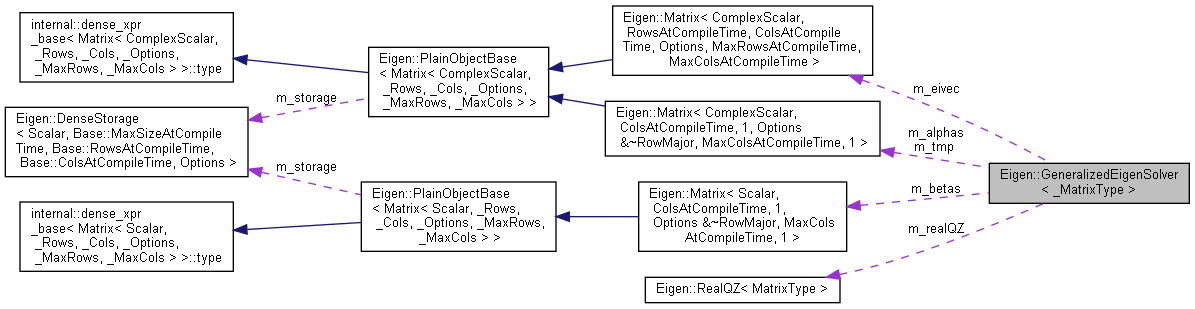 internal::dense_xpr
_base< Matrix< ComplexScalar,
_Rows, _Cols, _Options,
_MaxRows, _MaxCols > >::type
Eigen::DenseStorage
< Scalar, Base::MaxSizeAtCompile
Time, Base::RowsAtCompileTime,
Base::ColsAtCompileTime, Options >
internal::dense_xpr
_base< Matrix< Scalar,
_Rows, _Cols, _Options,
_MaxRows, _MaxCols > >::type
m_storage
m_storage
Eigen::PlainObjectBase
< Matrix< ComplexScalar,
_Rows, _Cols, _Options,
_MaxRows, _MaxCols > >
Eigen::PlainObjectBase
< Matrix< Scalar, _Rows,
_Cols, _Options, _MaxRows,
_MaxCols > >
Eigen::Matrix< ComplexScalar,
RowsAtCompileTime, ColsAtCompile
Time, Options, MaxRowsAtCompileTime,
MaxColsAtCompileTime >
Eigen::Matrix< ComplexScalar,
ColsAtCompileTime, 1, Options
&~RowMajor, MaxColsAtCompileTime, 1 >
Eigen::Matrix< Scalar,
ColsAtCompileTime, 1,
Options &~RowMajor, MaxCols
AtCompileTime, 1 >
Eigen::RealQZ< MatrixType >
m_eivec
m_alphas
m_tmp
m_betas
m_realQZ
Eigen::GeneralizedEigenSolver
< _MatrixType >